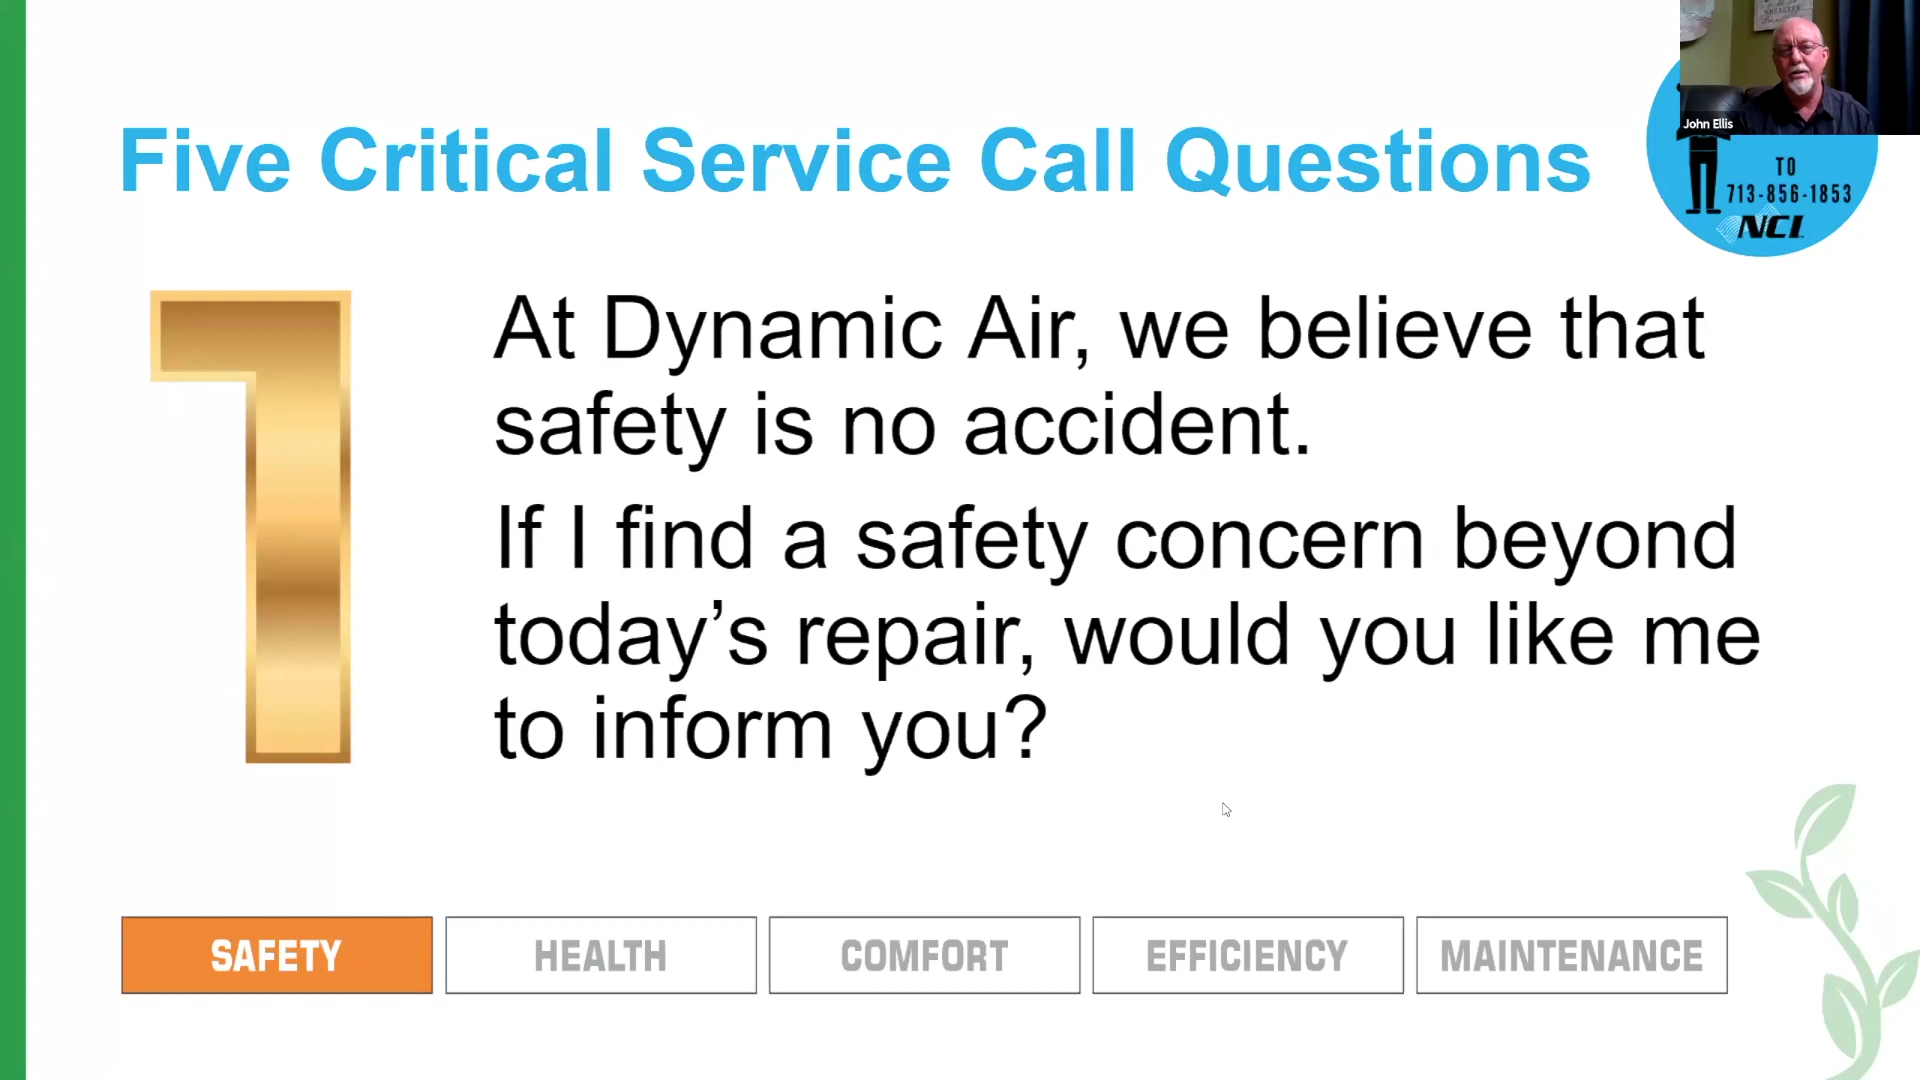 Five Critical Service Call Questions
WHEREVER
John Ellis
TO
713-856-1853
NCI
1
At Dynamic Air, we believe that
safety is no accident.
If I find a safety concern beyond
today’s repair, would you like me
to inform you?
SAFETY
HEALTH
COMFORT
EFFICIENCY
MAINTENANCE